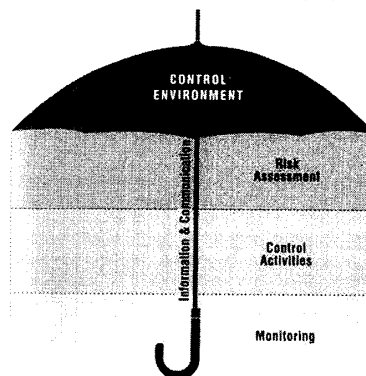 CONTROL
ENVIRONMENT
Information & Communication
Risk
Assessment
Control
Activities
Monitoring